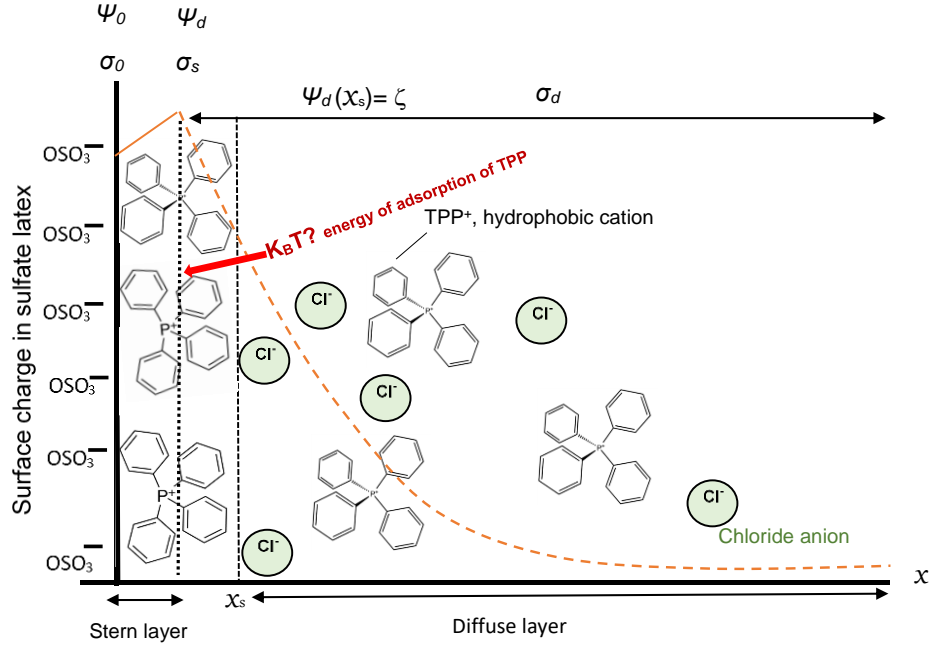 Ψ0 Ψd
σ0 σs
Ψd(xs)= ζ σd
OSO3−
OSO3−
OSO3−
OSO3−
OSO3−
OSO3−
Surface charge in sulfate latex
KBT? energy of adsorption of TPP
TPP+, hydrophobic cation
P+
P+
P+
P+
P+
P+
Cl-
Cl-
Cl-
Cl-
Cl-
Cl-
Chloride anion
x
xs
Stern layer
Diffuse layer